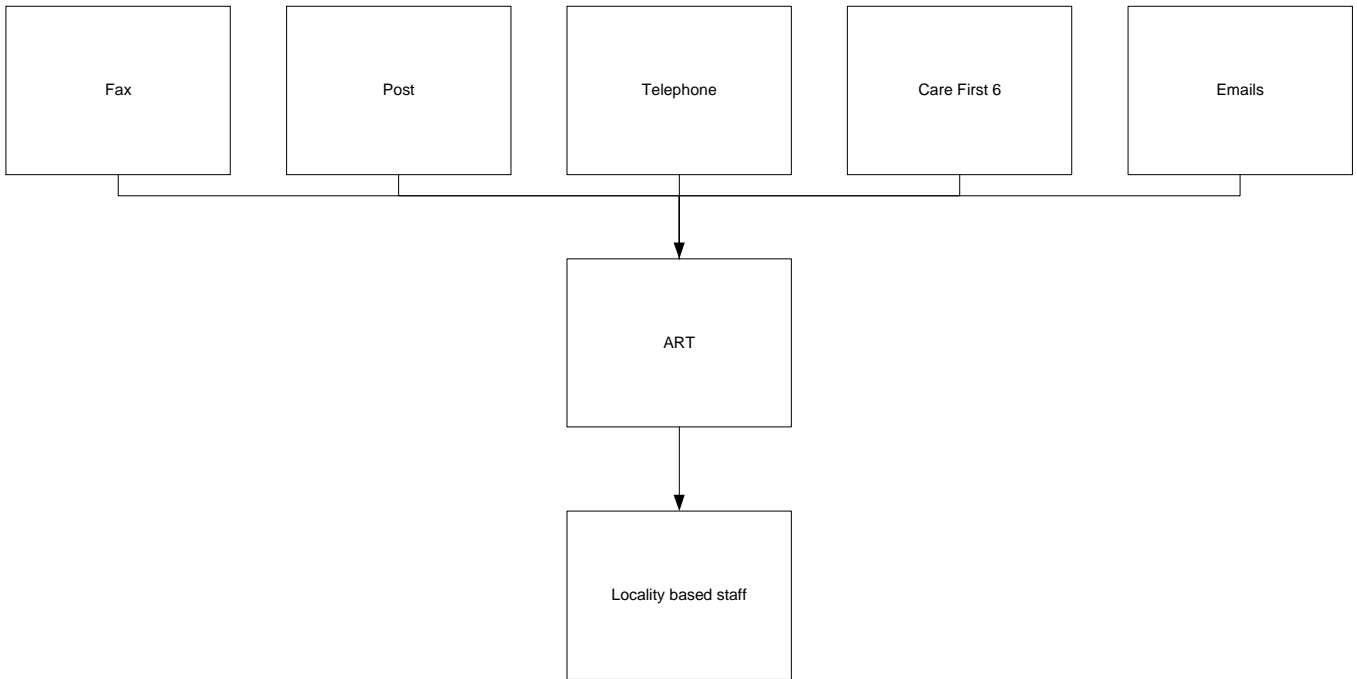 Fax
Post
Telephone
Care First 6
Emails
ART
Locality based staff